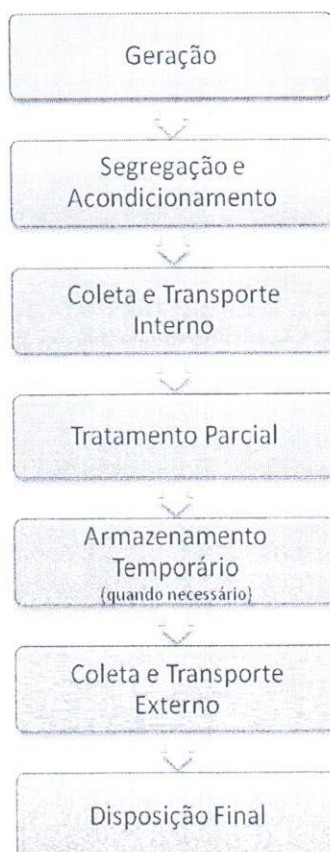 Geração
Segregação e
Acondicionamento
Coleta e Transporte
Interno
Tratamento Parcial
Armazenamento
Temporário
(quando necessário)
Coleta e Transporte
Externo
Disposição Final